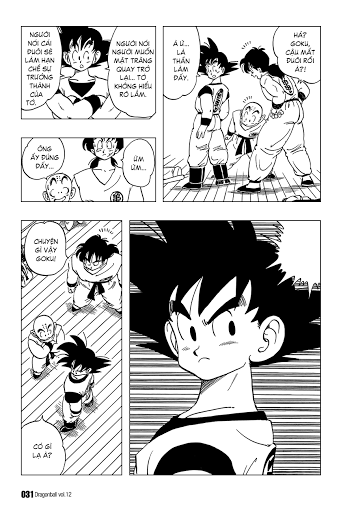 HẢ?
GOKU,
CẬU MẤT
ĐUÔI RỒI
À?!
À Ừ...
LÀ
THẦN
LÀM
ĐẤY.
NGƯỜI NÓI
NGƯỜI MUỐN
MẶT TRĂNG
QUAY TRỞ
LẠI... TỚ
KHÔNG HIỂU
RÕ LẮM.
NGƯỜI
NÓI CÁI
ĐUÔI SẼ
LÀM HẠN
CHẾ SỰ
TRƯỞNG
THÀNH
CỦA
TỚ.
ỪM
ỪM...
ÔNG
ẤY ĐÚNG
ĐẤY...
CHUYỆN
GÌ VẬY
GOKU!
CÓ GÌ
LẠ À?
031 Dragonball vol. 12